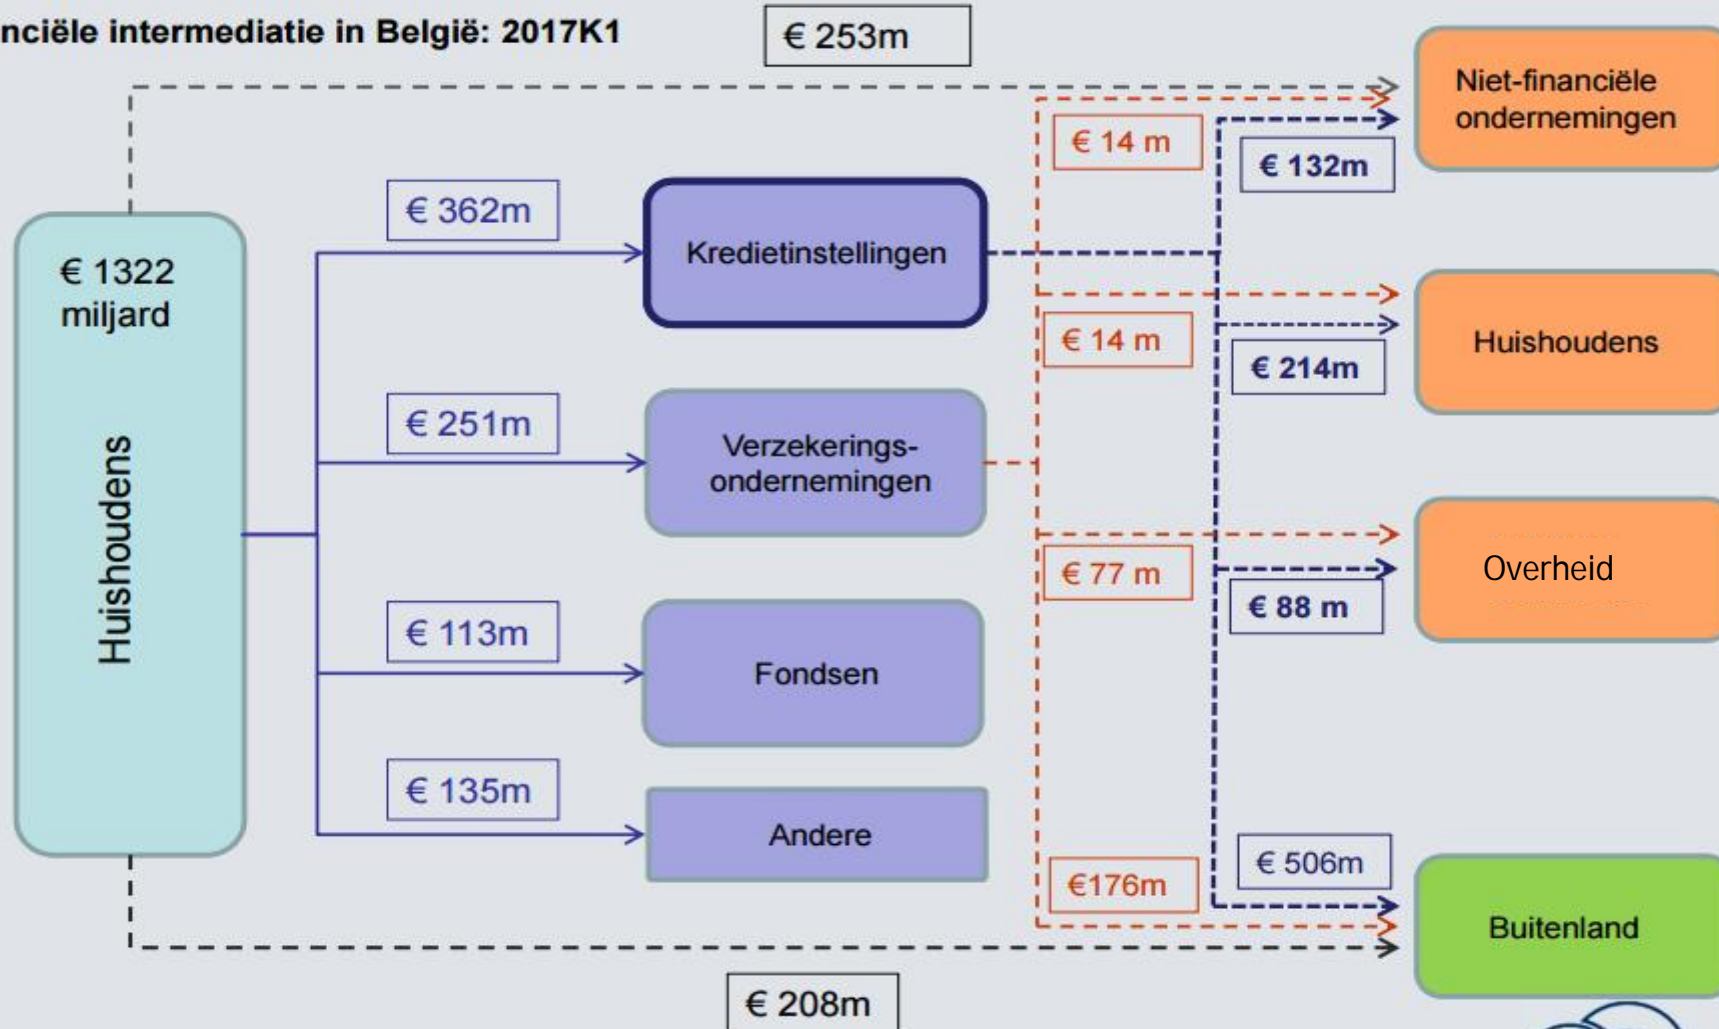 nciële intermediatie in België: 2017K1
€ 253m
Niet-financiële
ondernemingen
€ 14 m
€ 132m
€ 362m
Kredietinstellingen
€ 1322
miljard
Huishoudens
€ 14 m
€ 214m
Huishoudens
€ 251m
Verzekerings-
ondernemingen
€ 77 m
€ 88 m
Overheid
€ 113m
Fondsen
€ 135m
Andere
€176m
€ 506m
Buitenland
€ 208m